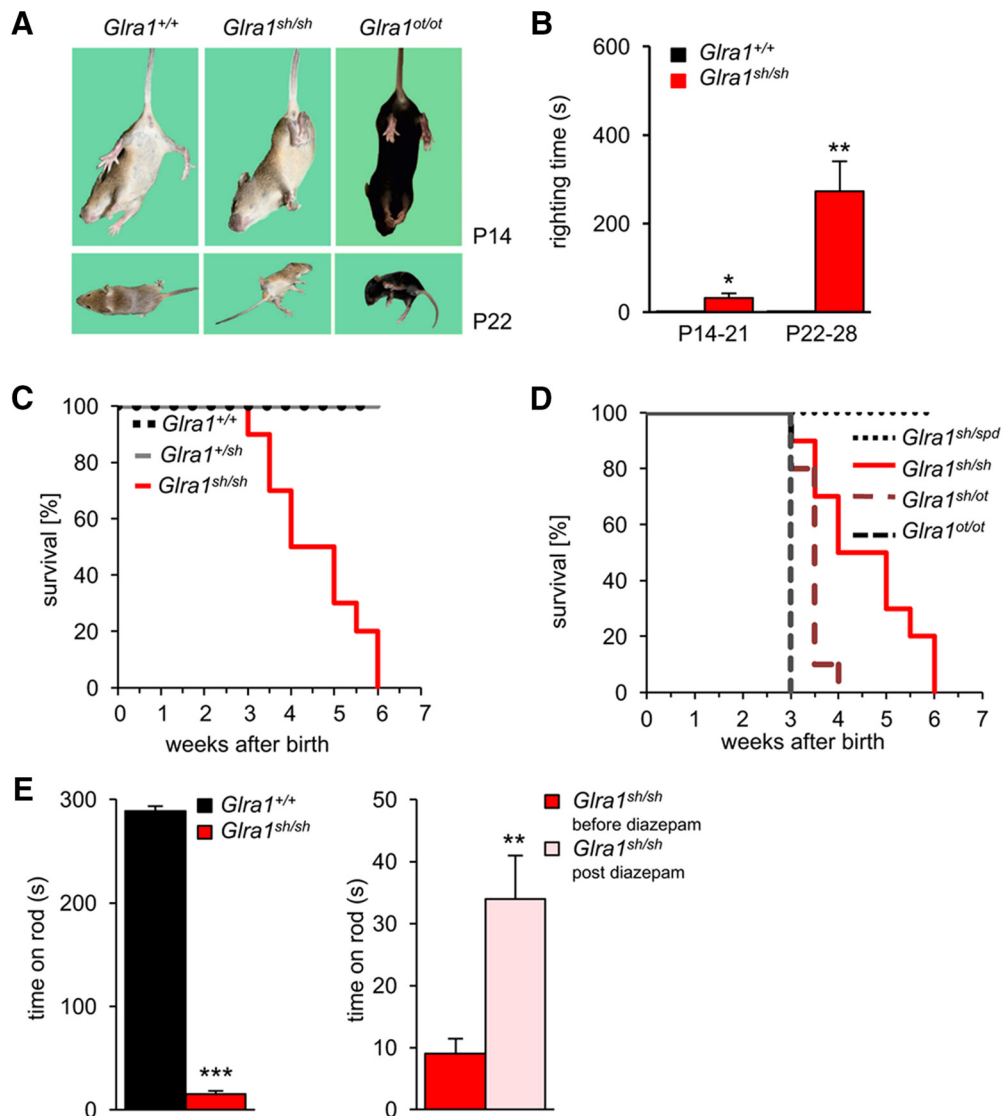 A
Glra1+/+ Glra1sh/sh Glra1ot/ot
P14
P22
B
righting time (s)
600
400
200
0
Glra1+/+
Glra1sh/sh
*
**
P14-21 P22-28
C
survival [%]
100
80
60
40
20
0
Glra1+/+
Glra1+/sh
Glra1sh/sh
0 1 2 3 4 5 6 7
weeks after birth
D
survival [%]
100
80
60
40
20
0
Glra1sh/spd
Glra1sh/sh
Glra1sh/ot
Glra1ot/ot
0 1 2 3 4 5 6 7
weeks after birth
E
time on rod (s)
300
200
100
0
Glra1+/+
Glra1sh/sh
***
time on rod (s)
50
40
30
20
10
0
**
Glra1sh/sh
before diazepam
Glra1sh/sh
post diazepam